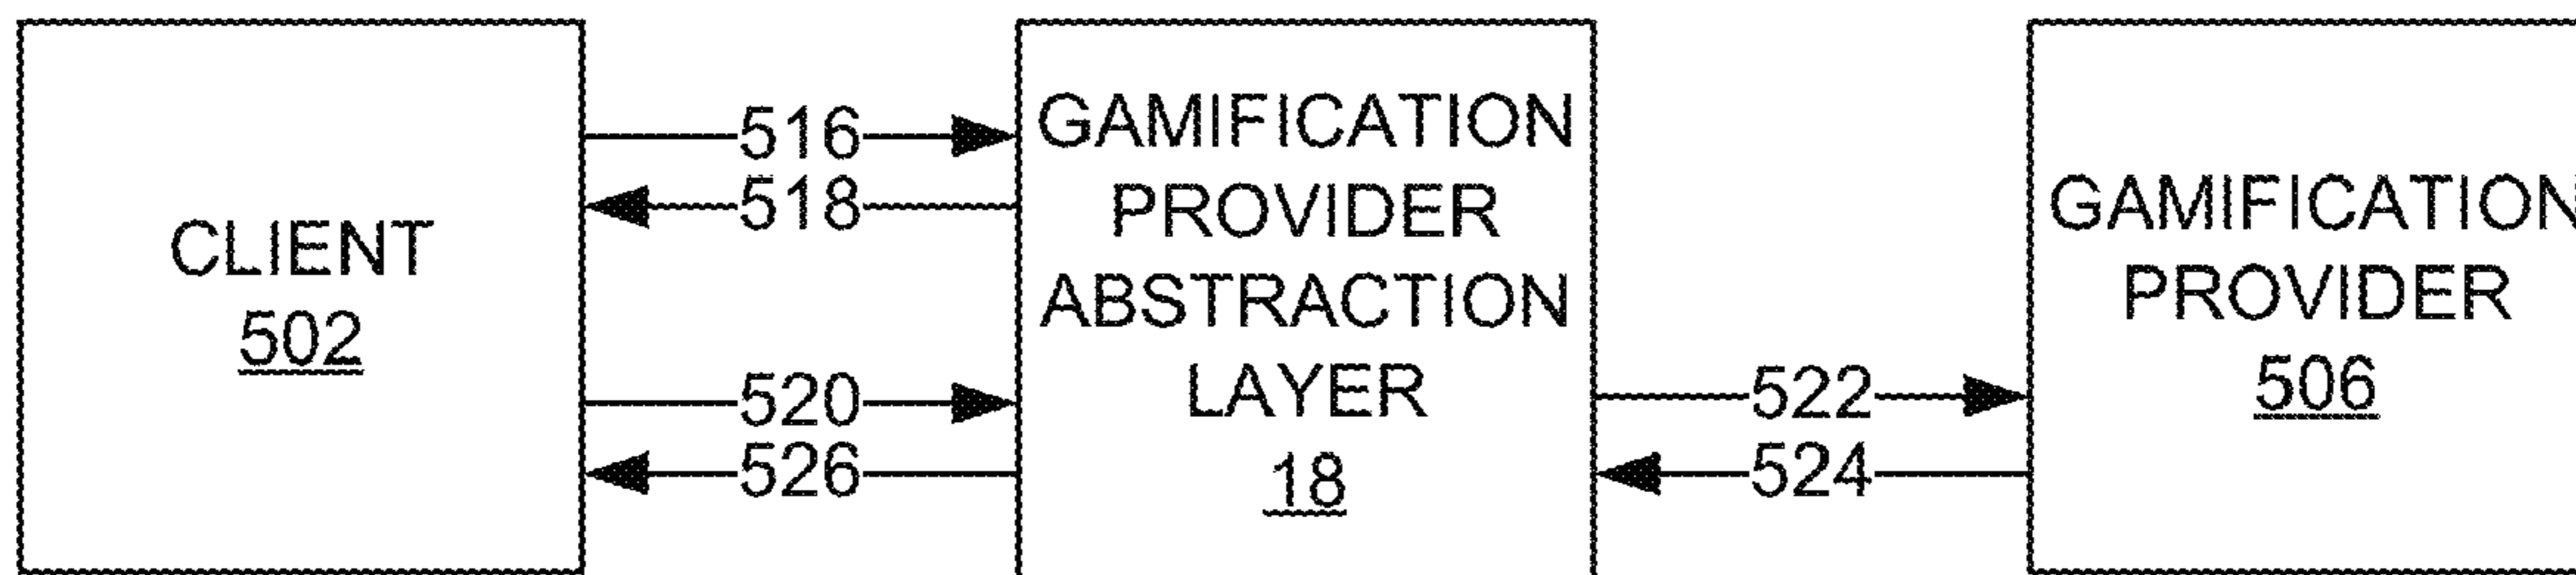 CLIENT
502
516
518
520
526
GAMIFICATION
PROVIDER
ABSTRACTION
LAYER
18
522
524
GAMIFICATION
PROVIDER
506